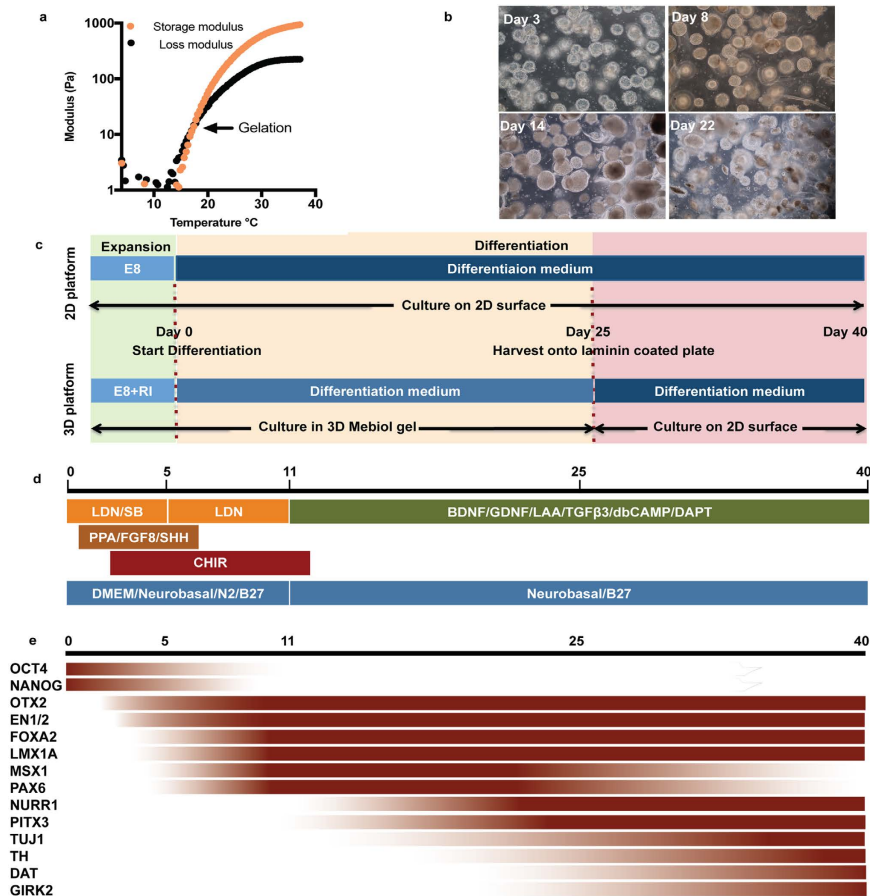 a
Storage modulus
Loss modulus
1000
100
10
1
Modulus (Pa)
Gelation
10 20 30 40
Temperature °C
b
Day 3
Day 8
Day 14
Day 22
c
2D platform
Expansion
Differentiation
E8
Differentiaion medium
Culture on 2D surface
Day 0
Day 25
Day 40
Start Differentiation
Harvest onto laminin coated plate
3D platform
E8+RI
Differentiation medium
Differentiation medium
Culture in 3D Mebiol gel
Culture on 2D surface
d
0 5 11 25 40
LDN/SB
LDN
BDNF/GDNF/LAA/TGFβ3/dbCAMP/DAPT
PPA/FGF8/SHH
CHIR
DMEM/Neurobasal/N2/B27
Neurobasal/B27
e
0 5 11 25 40
OCT4
NANOG
OTX2
EN1/2
FOXA2
LMX1A
MSX1
PAX6
NURR1
PITX3
TUJ1
TH
DAT
GIRK2